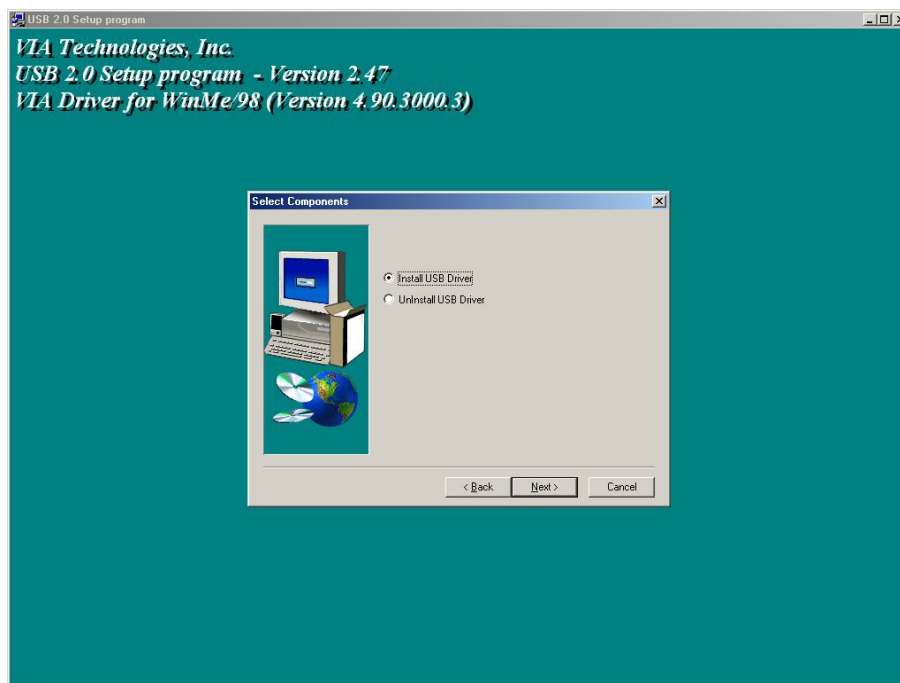 USB 2.0 Setup program
VIA Technologies, Inc.
USB 2.0 Setup program - Version 2.47
VIA Driver for WinMe/98 (Version 4.90.3000.3)
Select Components
Install USB Driver
UnInstall USB Driver
< Back
Next >
Cancel